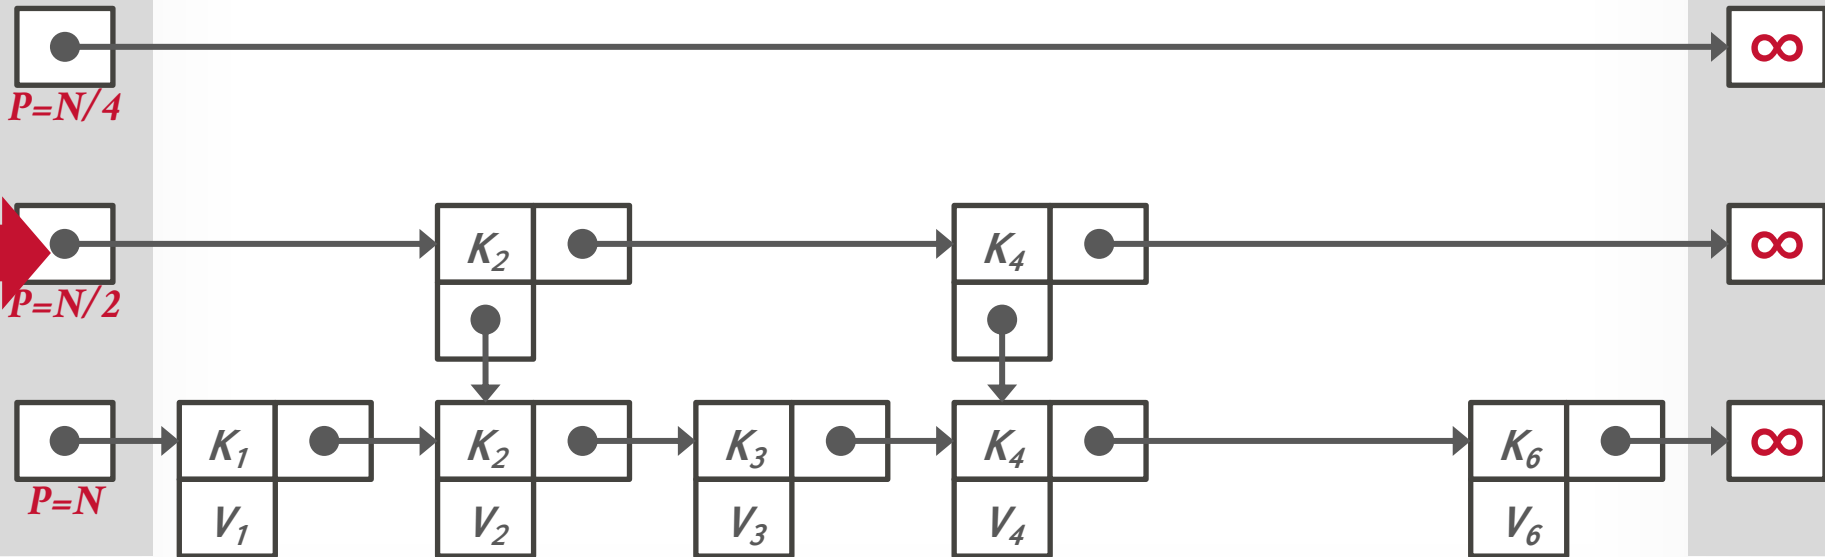 ∞
P=N/4
K₂ K₄ ∞
P=N/2
K₁ K₂ K₃ K₄ K₆ ∞
P=N
V₁ V₂ V₃ V₄ V₆